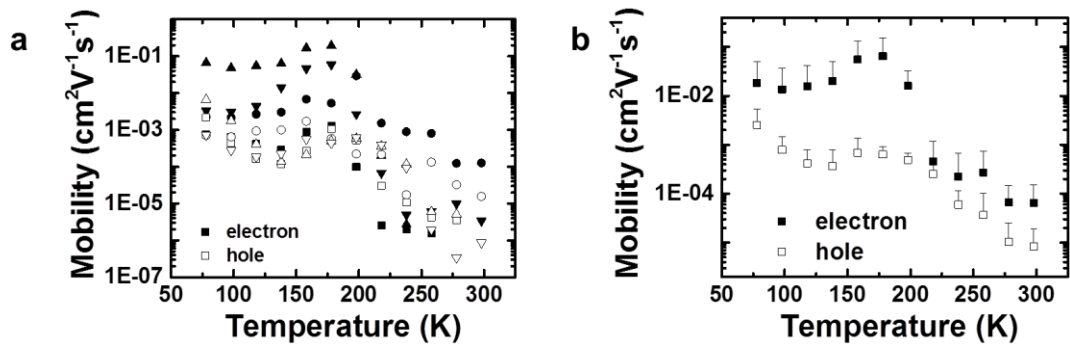 a
Mobility (cm²V⁻¹s⁻¹)
1E-01
1E-03
1E-05
1E-07
electron
hole
50 100 150 200 250 300
Temperature (K)
b
Mobility (cm²V⁻¹s⁻¹)
1E-02
1E-04
electron
hole
50 100 150 200 250 300
Temperature (K)